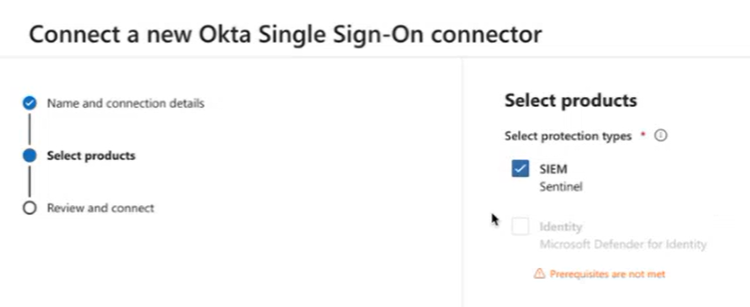 Connect a new Okta Single Sign-On connector
Name and connection details
Select products
Review and connect
Select products
Select protection types *
SIEM
Sentinel
Identity
Microsoft Defender for Identity
Prerequisites are not met